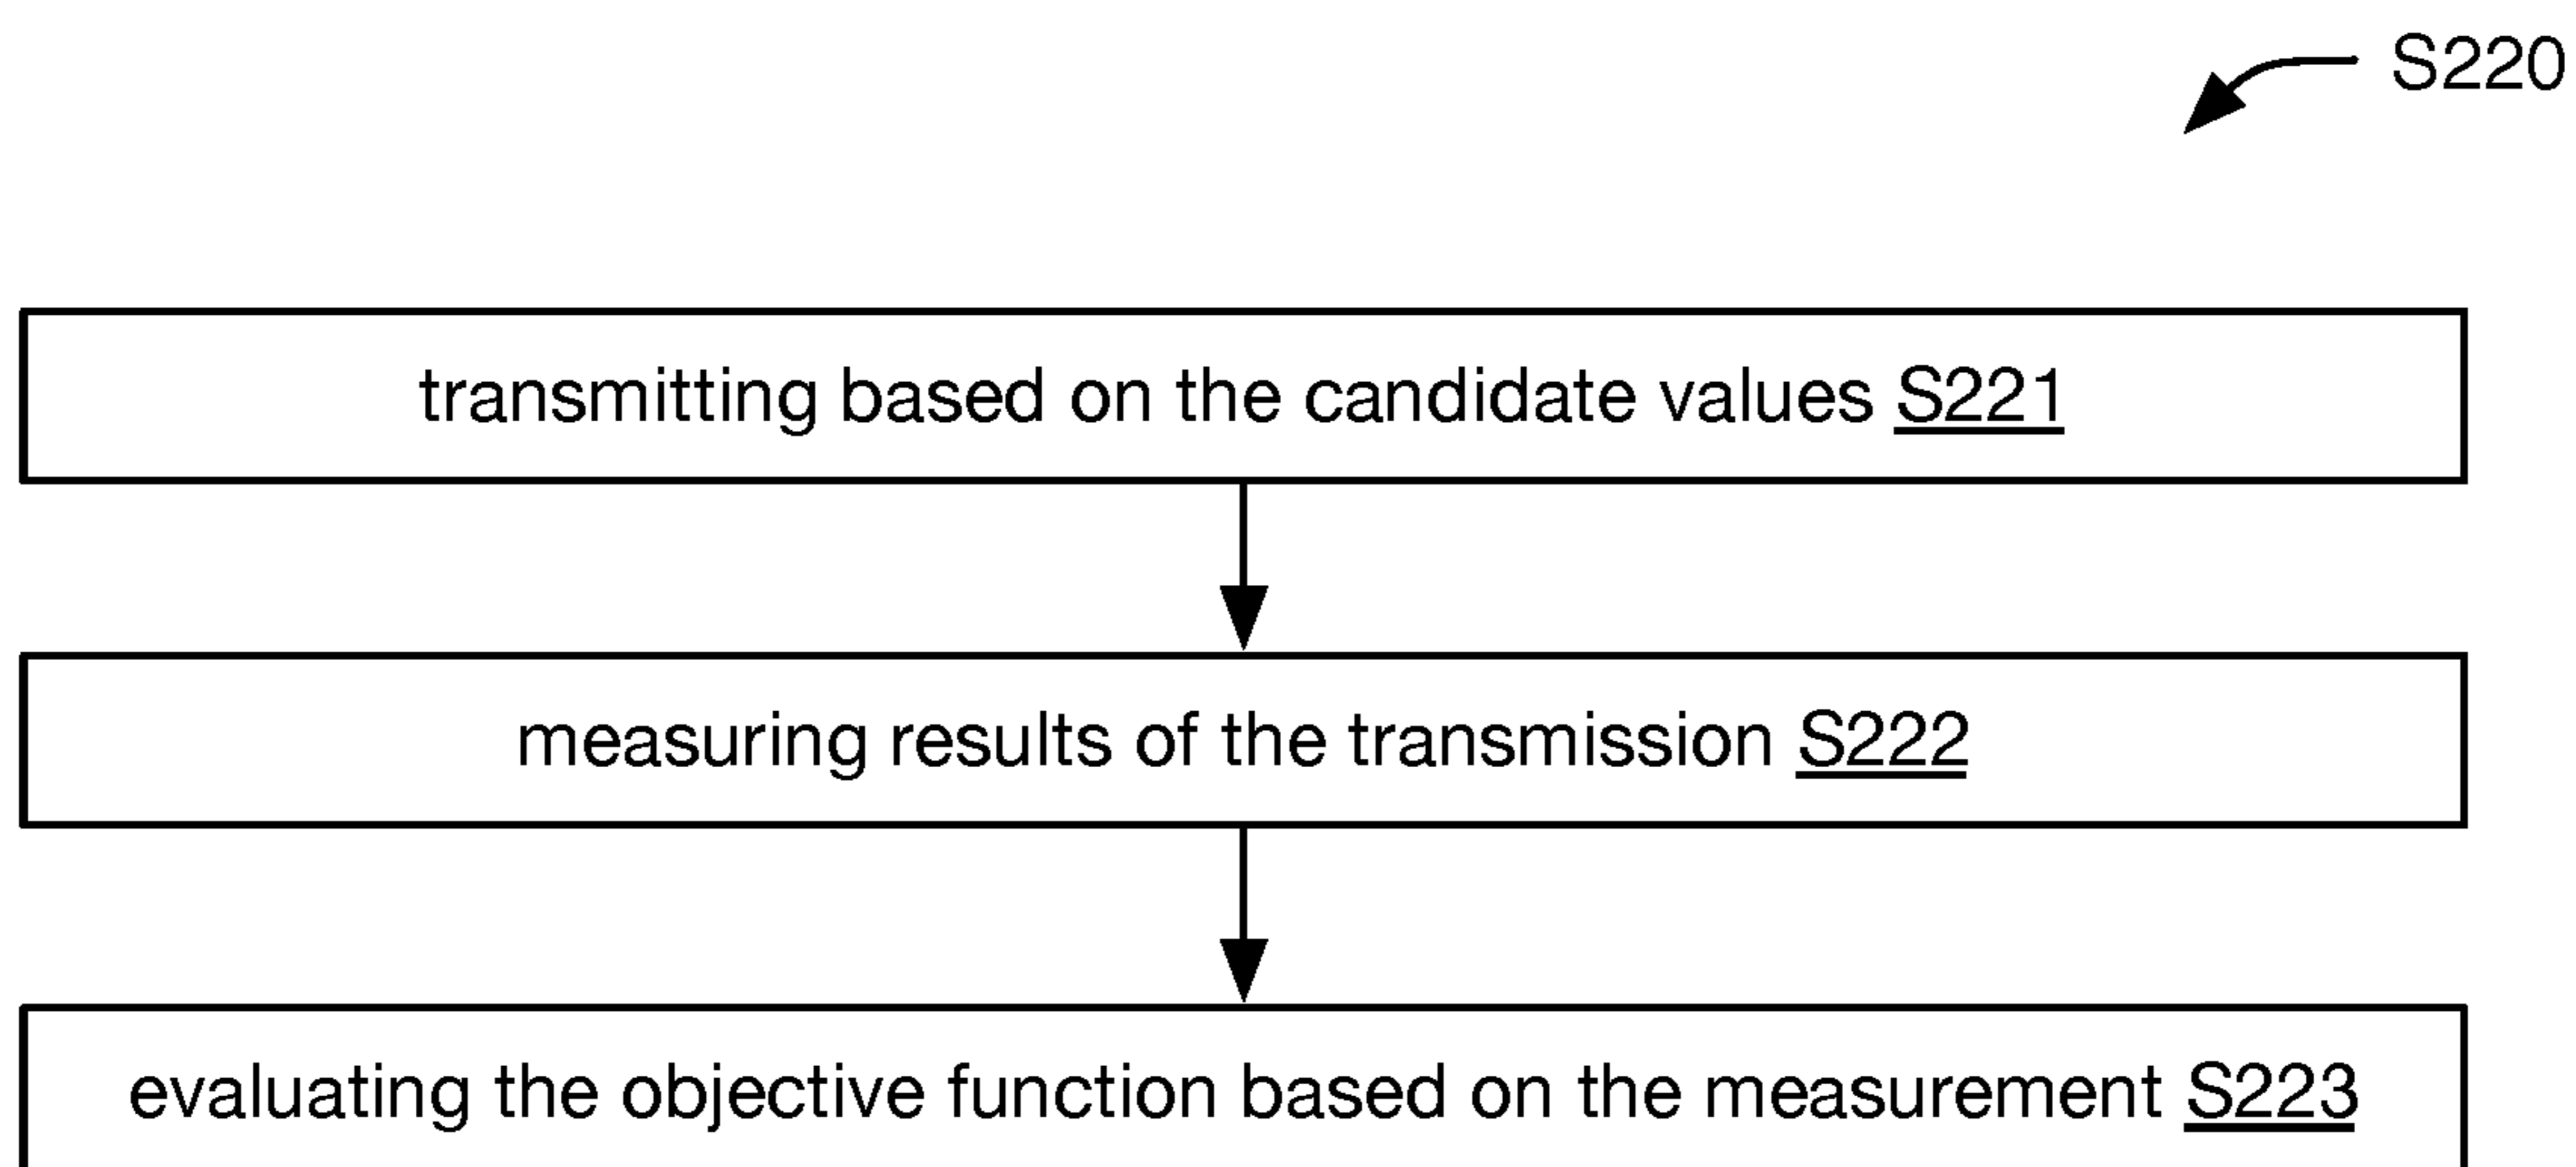 S220
transmitting based on the candidate values S221
measuring results of the transmission S222
evaluating the objective function based on the measurement S223